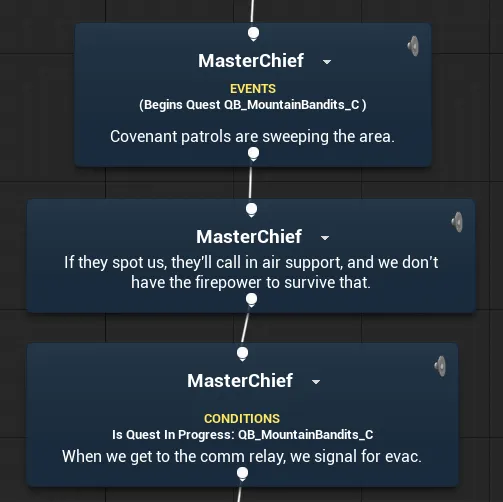 MasterChief
EVENTS
(Begins Quest QB_MountainBandits_C )
Covenant patrols are sweeping the area.
MasterChief
If they spot us, they'll call in air support, and we don't
have the firepower to survive that.
MasterChief
CONDITIONS
Is Quest In Progress: QB_MountainBandits_C
When we get to the comm relay, we signal for evac.